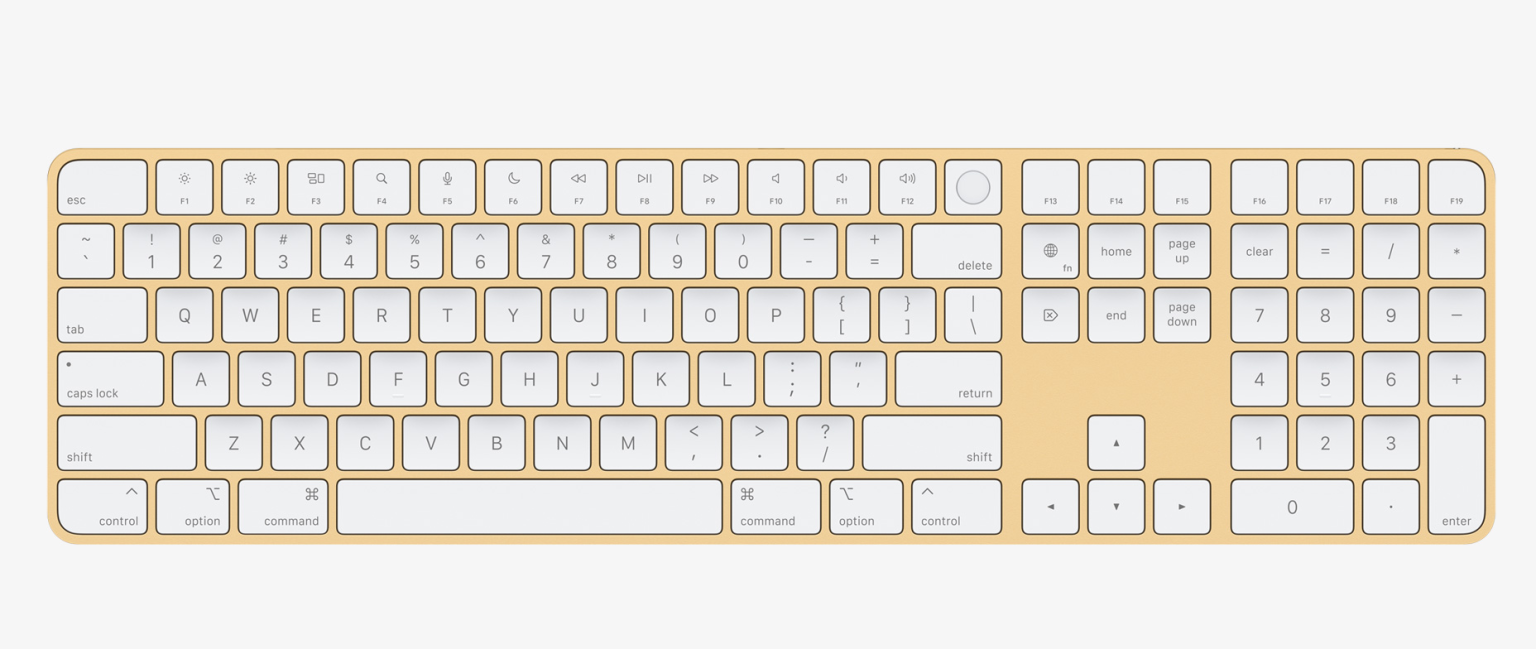 esc F1 F2 F3 F4 F5 F6 F7 F8 F9 F10 F11 F12 F13 F14 F15 F16 F17 F18 F19
~ ! @ # $ % ^ & * ( ) — +
` 1 2 3 4 5 6 7 8 9 0 - = delete fn home page up clear = / *
tab Q W E R T Y U I O P { [ } ] | \ end page down 7 8 9 −
caps lock A S D F G H J K L : ; " ' return 4 5 6 +
shift Z X C V B N M < , > . ? / shift ▲ 1 2 3
^ control ⌥ option ⌘ command ⌘ command ⌥ option ^ control ◀ ▼ ▶ 0 . enter